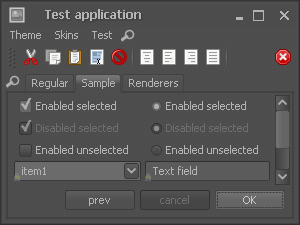 Test application
Theme Skins Test
Regular Sample Renderers
Enabled selected Enabled selected
Disabled selected Disabled selected
Enabled unselected Enabled unselected
item1 Text field
prev cancel OK